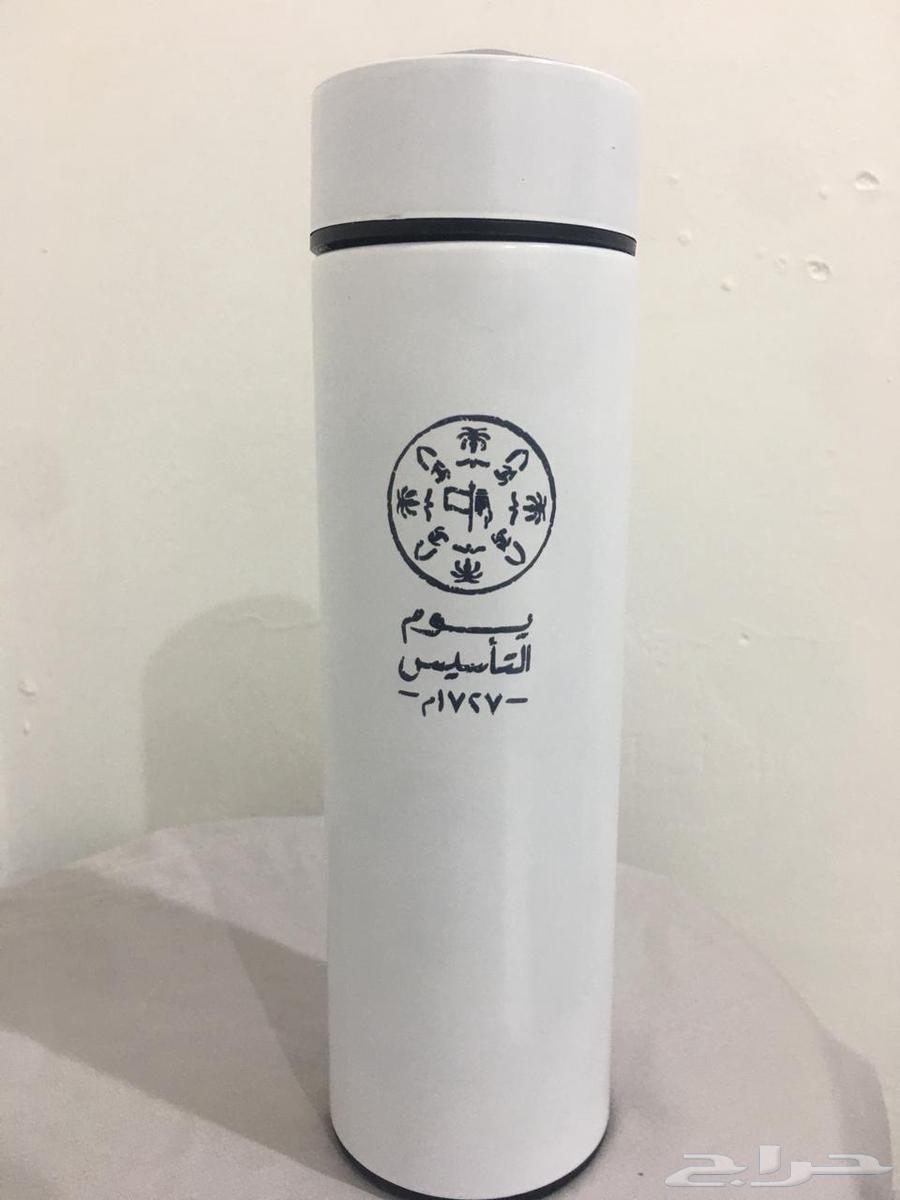 يوم
التأسيس
-١٧٢٧م-
حراج